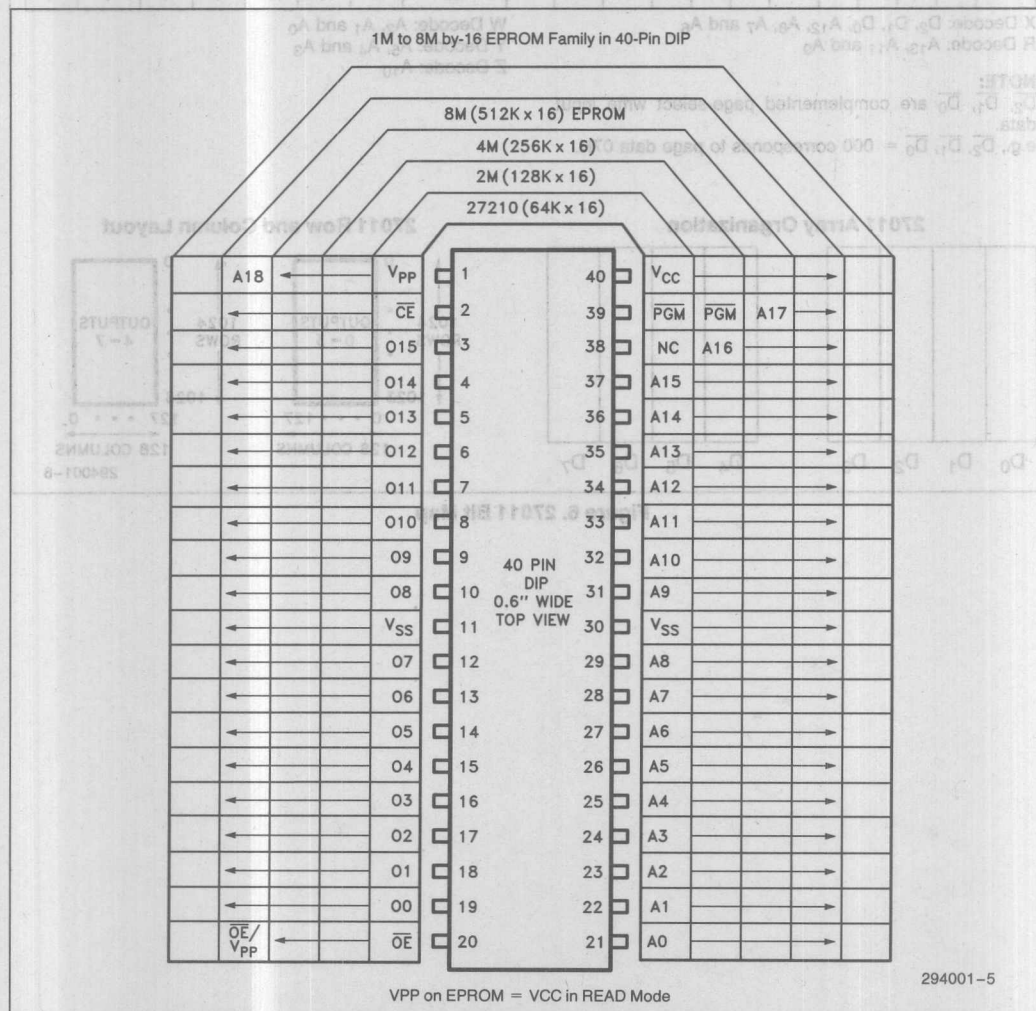 1M to 8M by-16 EPROM Family in 40-Pin DIP
8M (512K x 16) EPROM
4M (256K x 16)
2M (128K x 16)
27210 (64K x 16)
A18 VPP 1 40 VCC
C̅E̅ 2 39 P̅G̅M̅ P̅G̅M̅ A17
O15 3 38 NC A16
O14 4 37 A15
O13 5 36 A14
O12 6 35 A13
O11 7 34 A12
O10 8 33 A11
O9 9 32 A10
O8 10 31 A9
VSS 11 30 VSS
O7 12 29 A8
O6 13 28 A7
O5 14 27 A6
O4 15 26 A5
O3 16 25 A4
O2 17 24 A3
O1 18 23 A2
O0 19 22 A1
O̅E̅/VPP O̅E̅ 20 21 A0
40 PIN
DIP
0.6" WIDE
TOP VIEW
294001-5
VPP on EPROM = VCC in READ Mode